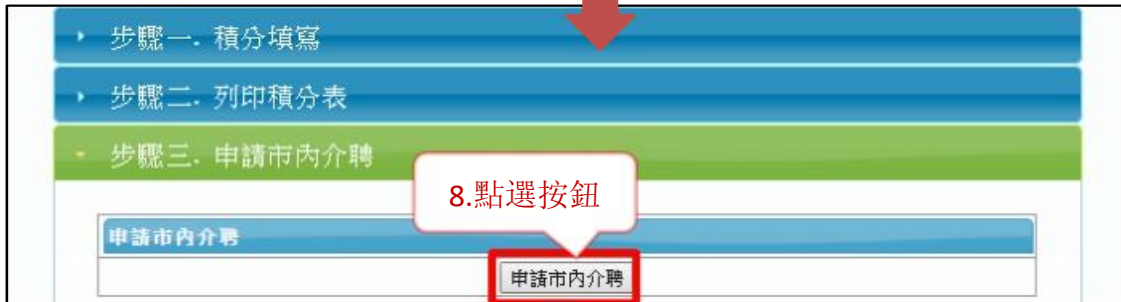 步驟一. 積分填寫
步驟二. 列印積分表
步驟三. 申請市內介聘
8.點選按鈕
申請市內介聘
申請市內介聘